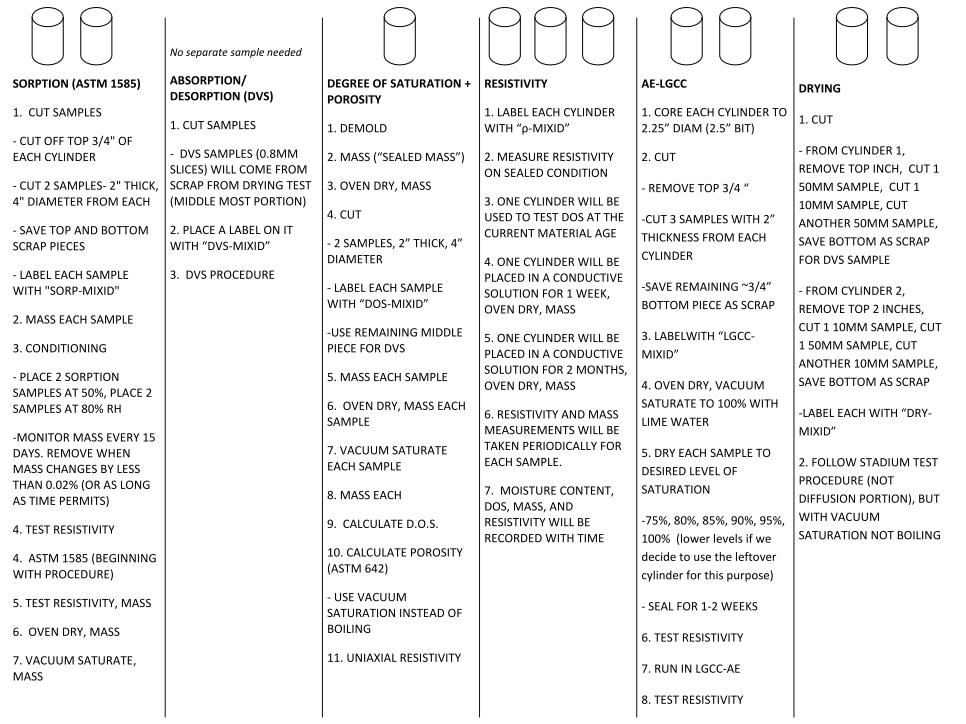 SORPTION (ASTM 1585)
1. CUT SAMPLES
- CUT OFF TOP 3/4" OF
EACH CYLINDER
- CUT 2 SAMPLES- 2" THICK,
4" DIAMETER FROM EACH
- SAVE TOP AND BOTTOM
SCRAP PIECES
- LABEL EACH SAMPLE
WITH "SORP-MIXID"
2. MASS EACH SAMPLE
3. CONDITIONING
- PLACE 2 SORPTION
SAMPLES AT 50%, PLACE 2
SAMPLES AT 80% RH
-MONITOR MASS EVERY 15
DAYS. REMOVE WHEN
MASS CHANGES BY LESS
THAN 0.02% (OR AS LONG
AS TIME PERMITS)
4. TEST RESISTIVITY
4. ASTM 1585 (BEGINNING
WITH PROCEDURE)
5. TEST RESISTIVITY, MASS
6. OVEN DRY, MASS
7. VACUUM SATURATE,
MASS
No separate sample needed
ABSORPTION/
DESORPTION (DVS)
1. CUT SAMPLES
- DVS SAMPLES (0.8MM
SLICES) WILL COME FROM
SCRAP FROM DRYING TEST
(MIDDLE MOST PORTION)
2. PLACE A LABEL ON IT
WITH “DVS-MIXID”
3. DVS PROCEDURE
DEGREE OF SATURATION +
POROSITY
1. DEMOLD
2. MASS (“SEALED MASS”)
3. OVEN DRY, MASS
4. CUT
- 2 SAMPLES, 2” THICK, 4”
DIAMETER
- LABEL EACH SAMPLE
WITH “DOS-MIXID”
-USE REMAINING MIDDLE
PIECE FOR DVS
5. MASS EACH SAMPLE
6. OVEN DRY, MASS EACH
SAMPLE
7. VACUUM SATURATE
EACH SAMPLE
8. MASS EACH
9. CALCULATE D.O.S.
10. CALCULATE POROSITY
(ASTM 642)
- USE VACUUM
SATURATION INSTEAD OF
BOILING
11. UNIAXIAL RESISTIVITY
RESISTIVITY
1. LABEL EACH CYLINDER
WITH “ρ-MIXID”
2. MEASURE RESISTIVITY
ON SEALED CONDITION
3. ONE CYLINDER WILL BE
USED TO TEST DOS AT THE
CURRENT MATERIAL AGE
4. ONE CYLINDER WILL BE
PLACED IN A CONDUCTIVE
SOLUTION FOR 1 WEEK,
OVEN DRY, MASS
5. ONE CYLINDER WILL BE
PLACED IN A CONDUCTIVE
SOLUTION FOR 2 MONTHS,
OVEN DRY, MASS
6. RESISTIVITY AND MASS
MEASUREMENTS WILL BE
TAKEN PERIODICALLY FOR
EACH SAMPLE.
7. MOISTURE CONTENT,
DOS, MASS, AND
RESISTIVITY WILL BE
RECORDED WITH TIME
AE-LGCC
1. CORE EACH CYLINDER TO
2.25” DIAM (2.5” BIT)
2. CUT
- REMOVE TOP 3/4 “
-CUT 3 SAMPLES WITH 2”
THICKNESS FROM EACH
CYLINDER
-SAVE REMAINING ~3/4”
BOTTOM PIECE AS SCRAP
3. LABELWITH “LGCC-
MIXID”
4. OVEN DRY, VACUUM
SATURATE TO 100% WITH
LIME WATER
5. DRY EACH SAMPLE TO
DESIRED LEVEL OF
SATURATION
-75%, 80%, 85%, 90%, 95%,
100% (lower levels if we
decide to use the leftover
cylinder for this purpose)
- SEAL FOR 1-2 WEEKS
6. TEST RESISTIVITY
7. RUN IN LGCC-AE
8. TEST RESISTIVITY
DRYING
1. CUT
- FROM CYLINDER 1,
REMOVE TOP INCH, CUT 1
50MM SAMPLE, CUT 1
10MM SAMPLE, CUT
ANOTHER 50MM SAMPLE,
SAVE BOTTOM AS SCRAP
FOR DVS SAMPLE
- FROM CYLINDER 2,
REMOVE TOP 2 INCHES,
CUT 1 10MM SAMPLE, CUT
1 50MM SAMPLE, CUT
ANOTHER 10MM SAMPLE,
SAVE BOTTOM AS SCRAP
-LABEL EACH WITH “DRY-
MIXID”
2. FOLLOW STADIUM TEST
PROCEDURE (NOT
DIFFUSION PORTION), BUT
WITH VACUUM
SATURATION NOT BOILING